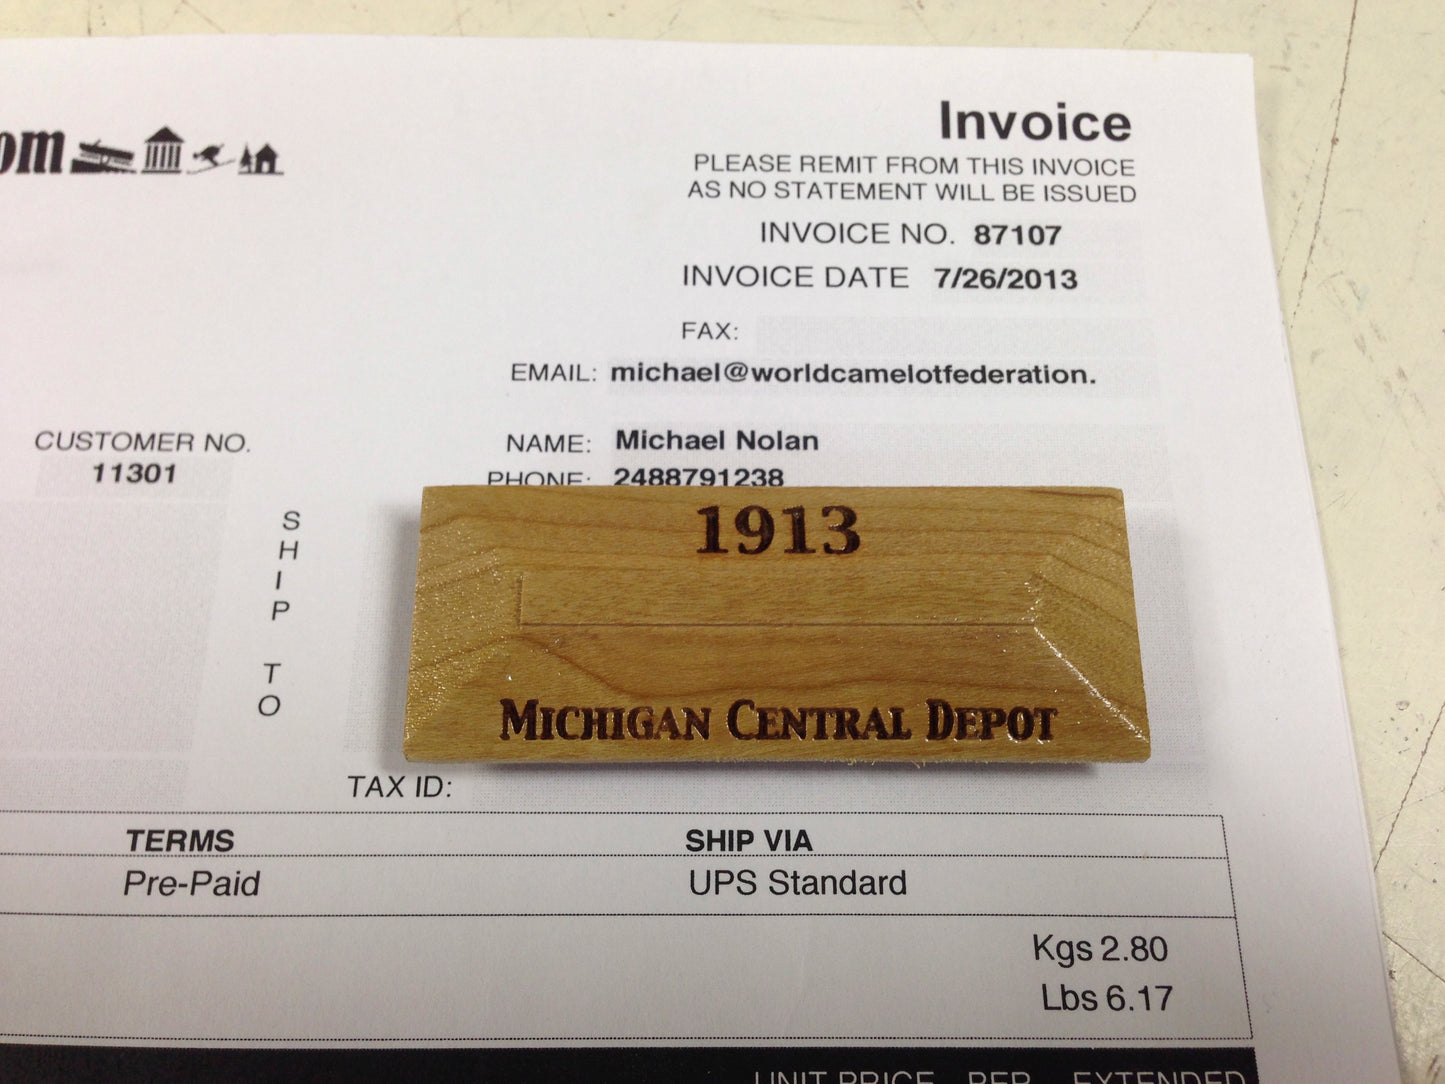 om
Invoice
PLEASE REMIT FROM THIS INVOICE
AS NO STATEMENT WILL BE ISSUED
INVOICE NO. 87107
INVOICE DATE 7/26/2013
FAX:
EMAIL: michael@worldcamelotfederation.
CUSTOMER NO.
11301
NAME: Michael Nolan
PHONE: 2488791238
SHIP TO
1913
MICHIGAN CENTRAL DEPOT
TAX ID:
TERMS SHIP VIA
Pre-Paid UPS Standard
Kgs 2.80
Lbs 6.17
UNIT PRICE PER EXTENDED